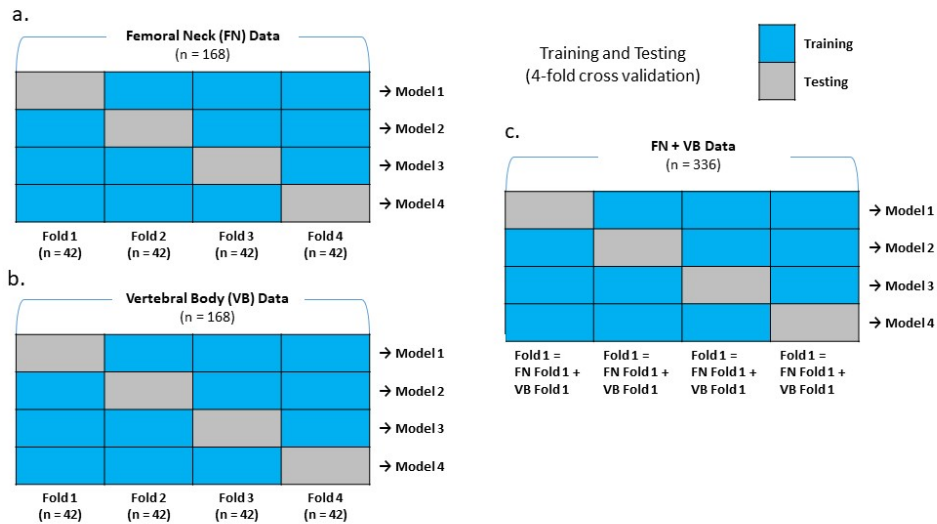 a.
Femoral Neck (FN) Data
(n = 168)
→ Model 1
→ Model 2
→ Model 3
→ Model 4
Fold 1 Fold 2 Fold 3 Fold 4
(n = 42) (n = 42) (n = 42) (n = 42)
b.
Vertebral Body (VB) Data
(n = 168)
→ Model 1
→ Model 2
→ Model 3
→ Model 4
Fold 1 Fold 2 Fold 3 Fold 4
(n = 42) (n = 42) (n = 42) (n = 42)
Training and Testing
(4-fold cross validation)
Training
Testing
c.
FN + VB Data
(n = 336)
→ Model 1
→ Model 2
→ Model 3
→ Model 4
Fold 1 = Fold 1 = Fold 1 = Fold 1 =
FN Fold 1 + FN Fold 1 + FN Fold 1 + FN Fold 1 +
VB Fold 1 VB Fold 1 VB Fold 1 VB Fold 1